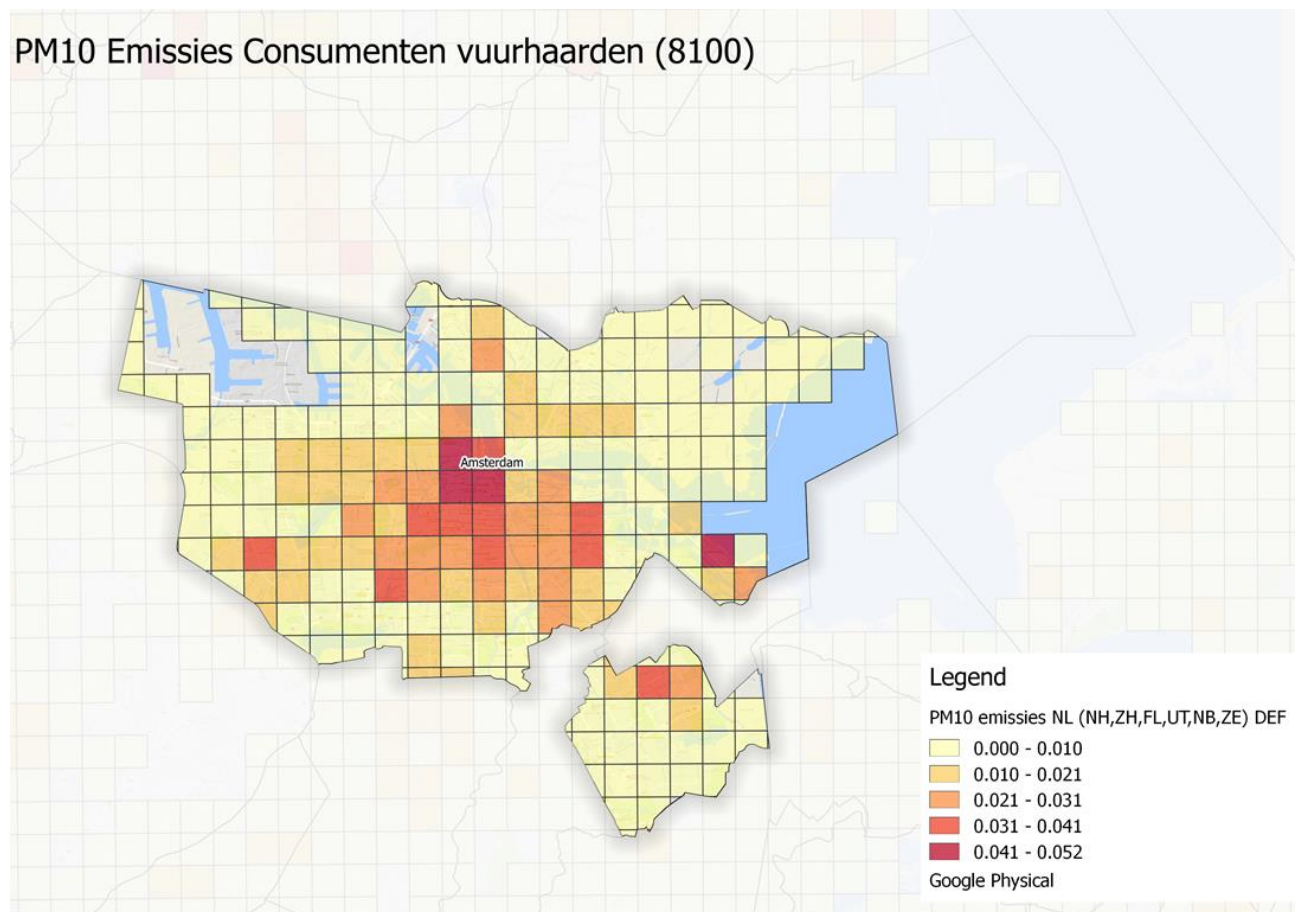 PM10 Emissies Consumenten vuurhaarden (8100)
Amsterdam
Legend
PM10 emissies NL (NH,ZH,FL,UT,NB,ZE) DEF
0.000 - 0.010
0.010 - 0.021
0.021 - 0.031
0.031 - 0.041
0.041 - 0.052
Google Physical